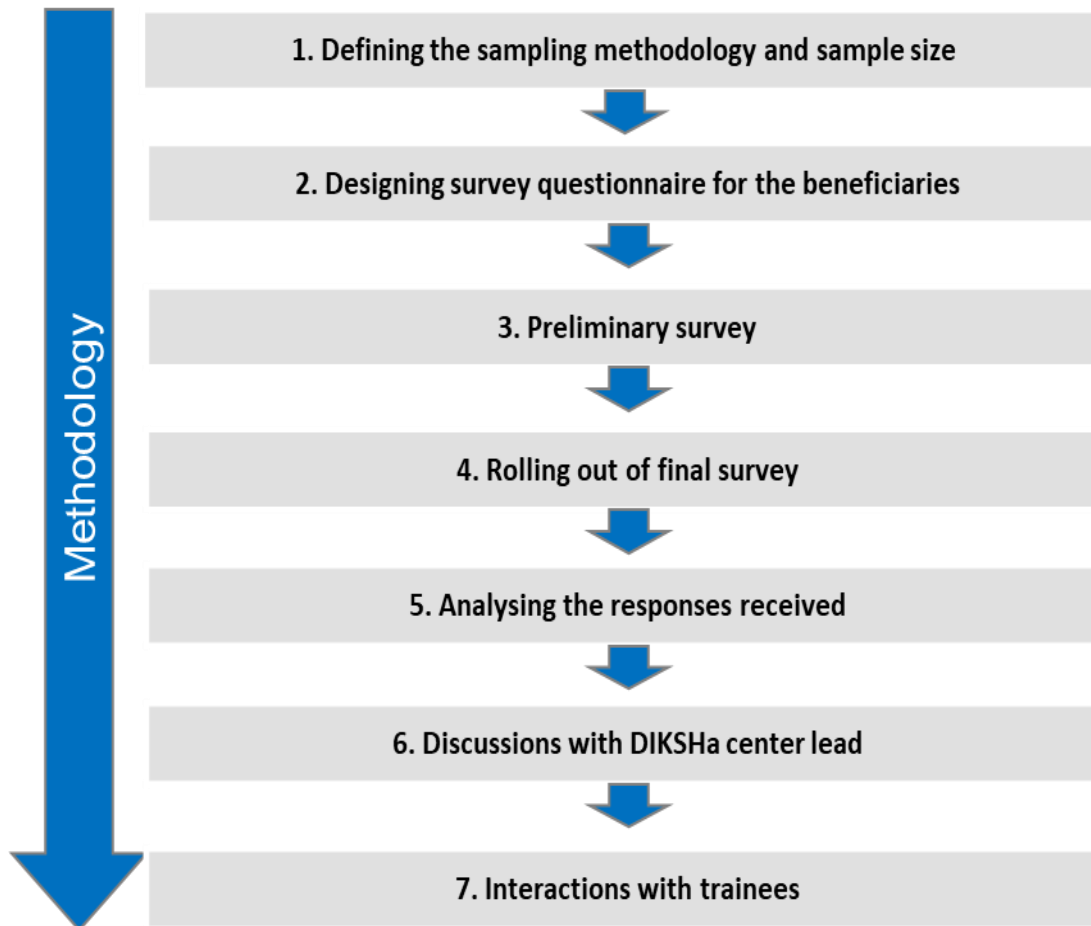 Methodology
1. Defining the sampling methodology and sample size
2. Designing survey questionnaire for the beneficiaries
3. Preliminary survey
4. Rolling out of final survey
5. Analysing the responses received
6. Discussions with DIKSHa center lead
7. Interactions with trainees